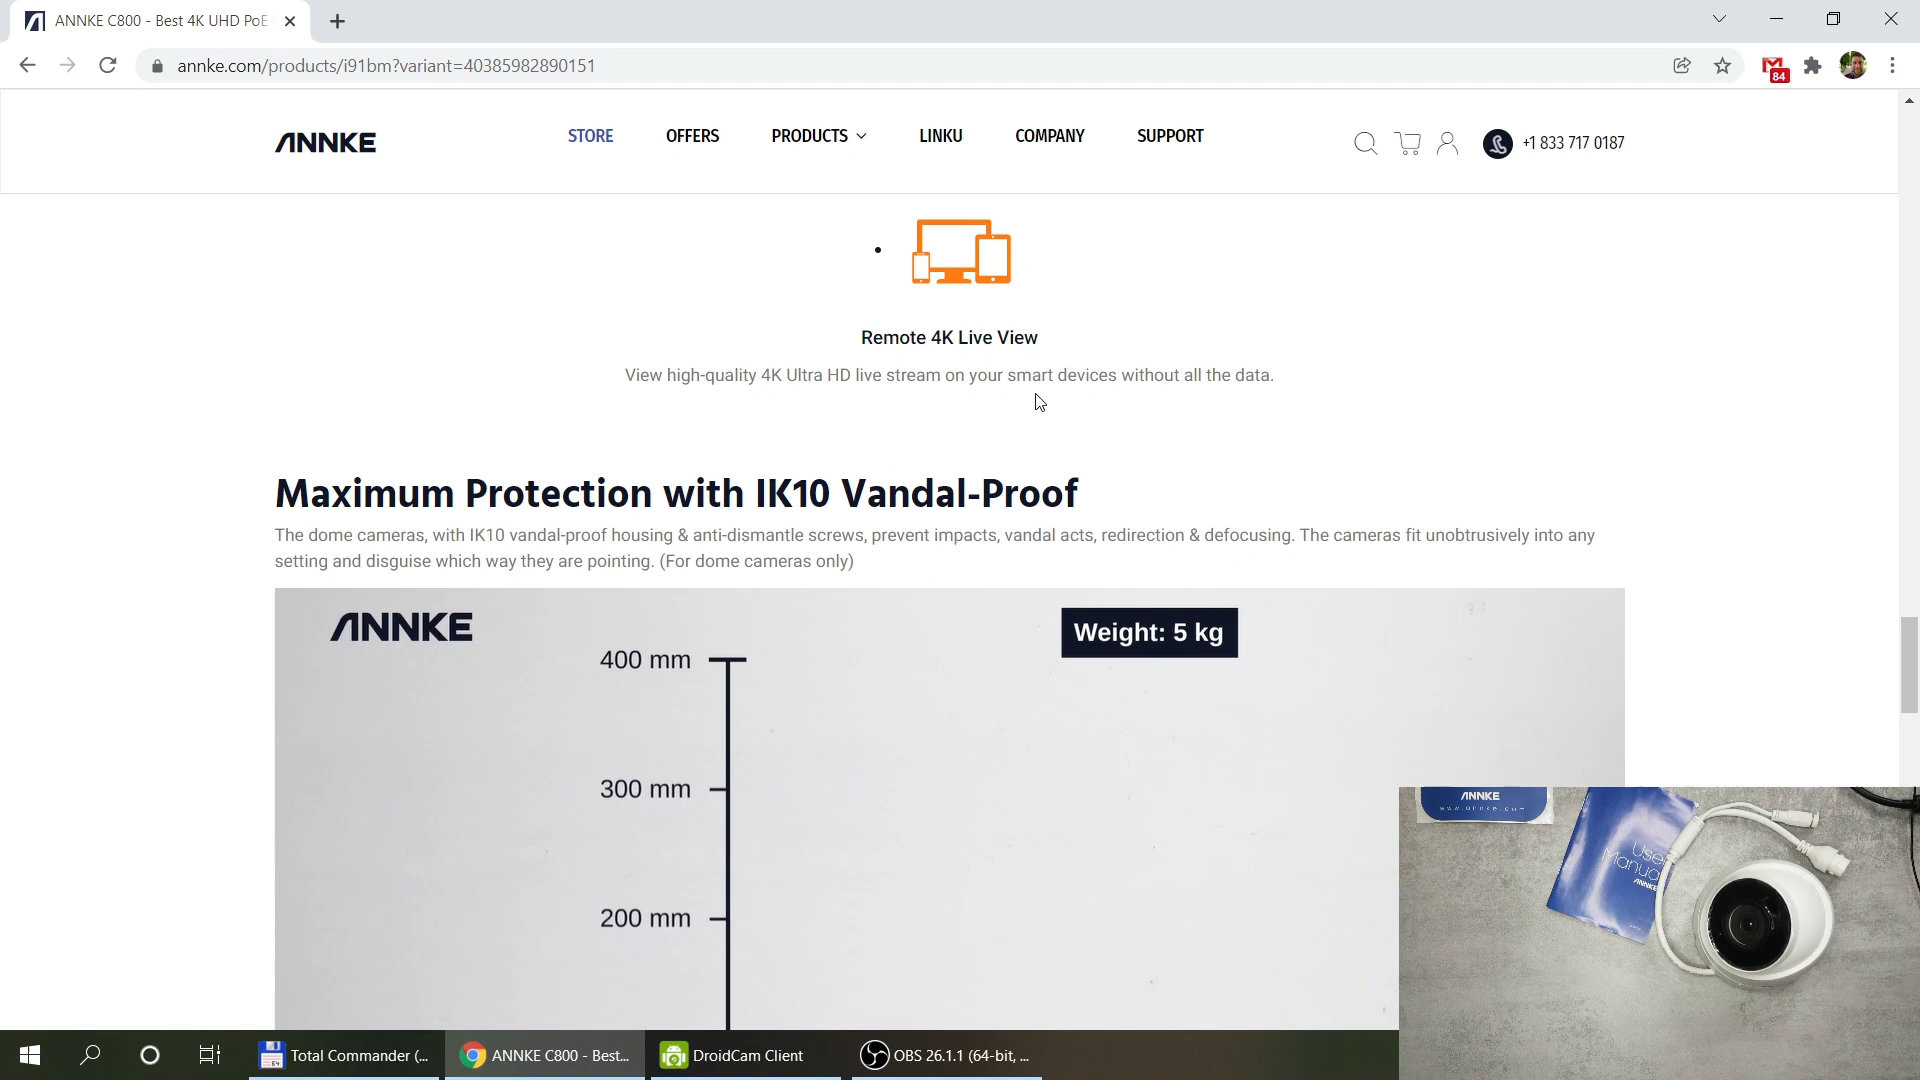 ANNKE C800 - Best 4K UHD PoE
annke.com/products/i91bm?variant=40385982890151
84
ANNKE
STORE
OFFERS
PRODUCTS
LINKU
COMPANY
SUPPORT
+1 833 717 0187
Remote 4K Live View
View high-quality 4K Ultra HD live stream on your smart devices without all the data.
Maximum Protection with IK10 Vandal-Proof
The dome cameras, with IK10 vandal-proof housing & anti-dismantle screws, prevent impacts, vandal acts, redirection & defocusing. The cameras fit unobtrusively into any
setting and disguise which way they are pointing. (For dome cameras only)
ANNKE
Weight: 5 kg
400 mm
300 mm
200 mm
ANNKE
www.annke.com
User
Manual
ANNKE
64
Total Commander (...
ANNKE C800 - Best...
DroidCam Client
OBS 26.1.1 (64-bit, ...